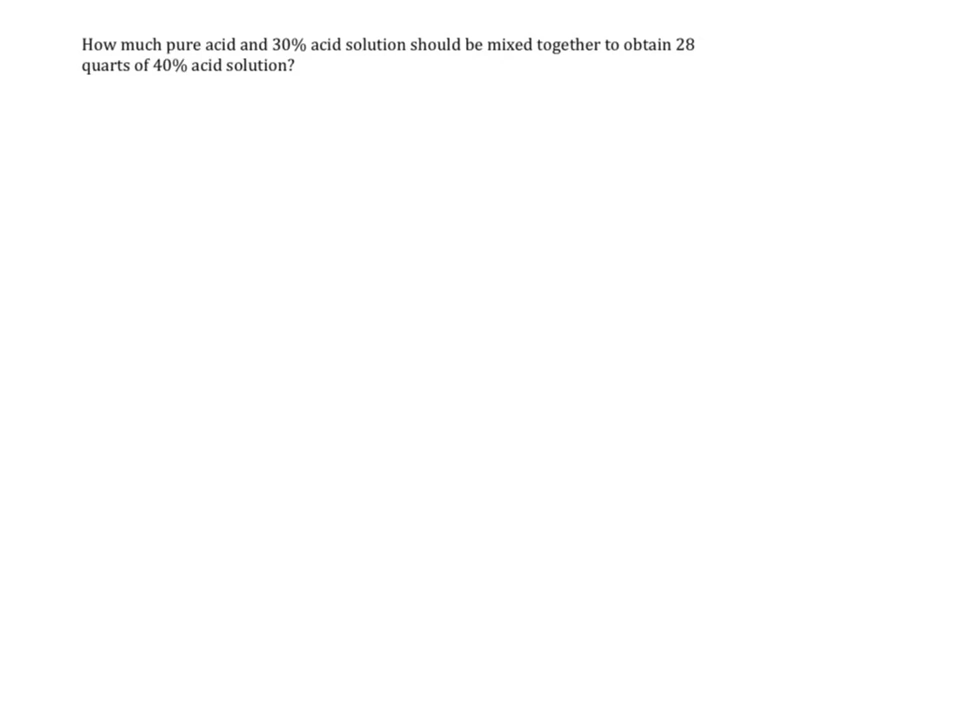 How much pure acid and 30% acid solution should be mixed together to obtain 28
quarts of 40% acid solution?